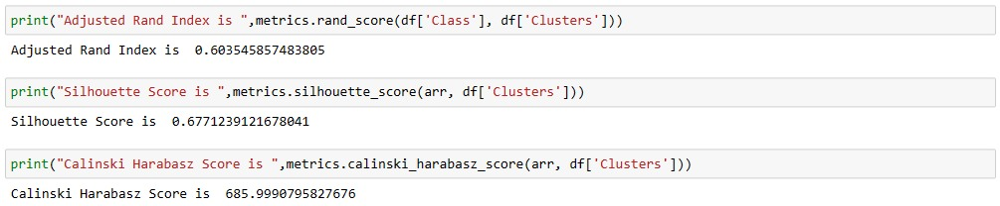 print("Adjusted Rand Index is ",metrics.rand_score(df['Class'], df['Clusters']))
Adjusted Rand Index is  0.603545857483805
print("Silhouette Score is ",metrics.silhouette_score(arr, df['Clusters']))
Silhouette Score is  0.6771239121678041
print("Calinski Harabasz Score is ",metrics.calinski_harabasz_score(arr, df['Clusters']))
Calinski Harabasz Score is  685.9990795827676